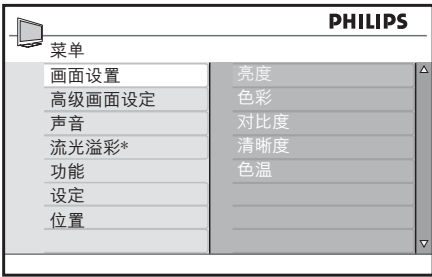 PHILIPS
菜单
画面设置
亮度
高级画面设定
色彩
声音
对比度
流光溢彩*
清晰度
功能
色温
设定
位置